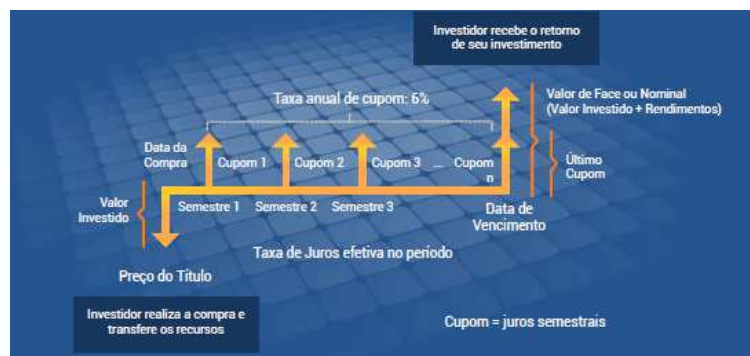 Investidor recebe o retorno
de seu investimento
Taxa anual de cupom: 6%
Valor de Face ou Nominal
(Valor Investido + Rendimentos)
Data da
Compra
Cupom 1
Cupom 2
Cupom 3
...
Cupom
n
Último
Cupom
Valor
Investido
Semestre 1
Semestre 2
Semestre 3
Data de
Vencimento
Taxa de Juros efetiva no período
Preço do Título
Investidor realiza a compra e
transfere os recursos
Cupom = juros semestrais